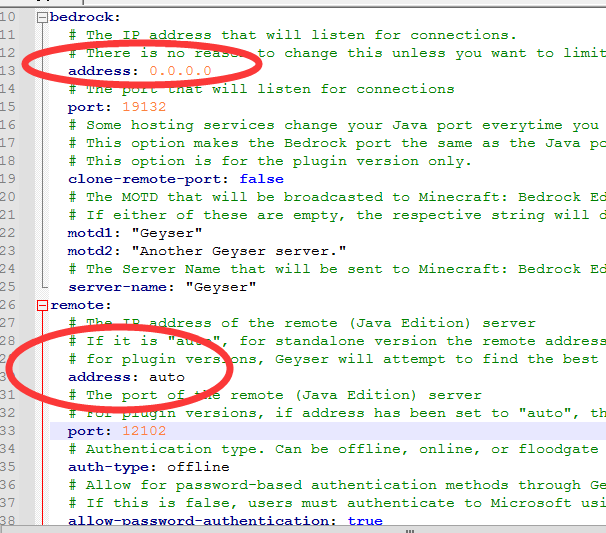 10 bedrock:
11 # The IP address that will listen for connections.
12 # There is no reason to change this unless you want to limit
13 address: 0.0.0.0
14 # The port that will listen for connections
15 port: 19132
16 # Some hosting services change your Java port everytime you
17 # This option makes the Bedrock port the same as the Java po
18 # This option is for the plugin version only.
19 clone-remote-port: false
20 # The MOTD that will be broadcasted to Minecraft: Bedrock Ed
21 # If either of these are empty, the respective string will d
22 motd1: "Geyser"
23 motd2: "Another Geyser server."
24 # The Server Name that will be sent to Minecraft: Bedrock Ed
25 server-name: "Geyser"
26 remote:
27 # The IP address of the remote (Java Edition) server
28 # If it is "auto", for standalone version the remote address
2 # for plugin versions, Geyser will attempt to find the best
3 address: auto
31 # The port of the remote (Java Edition) server
32 # For plugin versions, if address has been set to "auto", th
33 port: 12102
34 # Authentication type. Can be offline, online, or floodgate
35 auth-type: offline
36 # Allow for password-based authentication methods through Ge
37 # If this is false, users must authenticate to Microsoft usi
38 allow-password-authentication: true